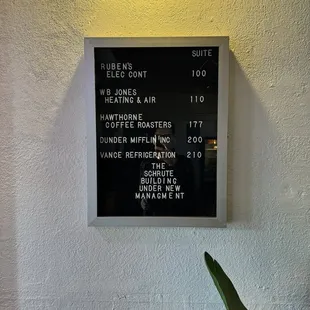 SUITE
RUBEN'S
ELEC CONT 100
WB JONES
HEATING & AIR 110
HAWTHORNE
COFFEE ROASTERS 177
DUNDER MIFFLIN INC 200
VANCE REFRIGERATION 210
THE
SCHRUTE
BUILDING
UNDER NEW
MANAGMENT